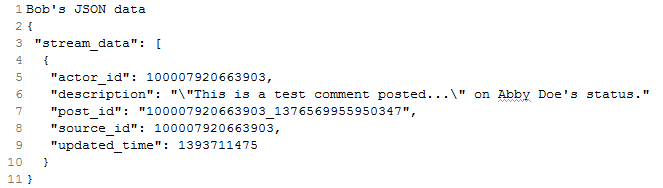 1 Bob's JSON data
2 {
3 "stream_data": [
4 {
5 "actor_id": 100007920663903,
6 "description": "\"This is a test comment posted...\" on Abby Doe's status."
7 "post_id": "100007920663903_1376569955950347",
8 "source_id": 100007920663903,
9 "updated_time": 1393711475
10 }
11 }